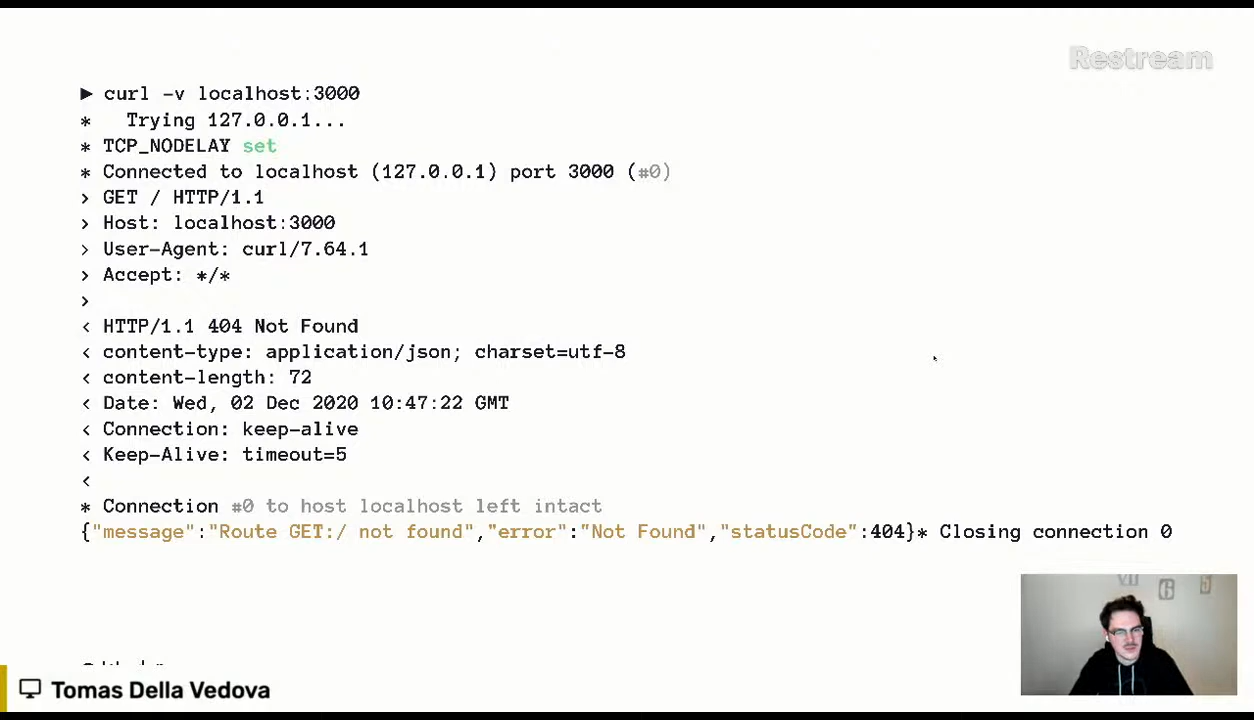 Restream
► curl -v localhost:3000
*   Trying 127.0.0.1...
* TCP_NODELAY set
* Connected to localhost (127.0.0.1) port 3000 (#0)
> GET / HTTP/1.1
> Host: localhost:3000
> User-Agent: curl/7.64.1
> Accept: */*
>
< HTTP/1.1 404 Not Found
< content-type: application/json; charset=utf-8
< content-length: 72
< Date: Wed, 02 Dec 2020 10:47:22 GMT
< Connection: keep-alive
< Keep-Alive: timeout=5
<
* Connection #0 to host localhost left intact
{"message":"Route GET:/ not found","error":"Not Found","statusCode":404}* Closing connection 0
Tomas Della Vedova